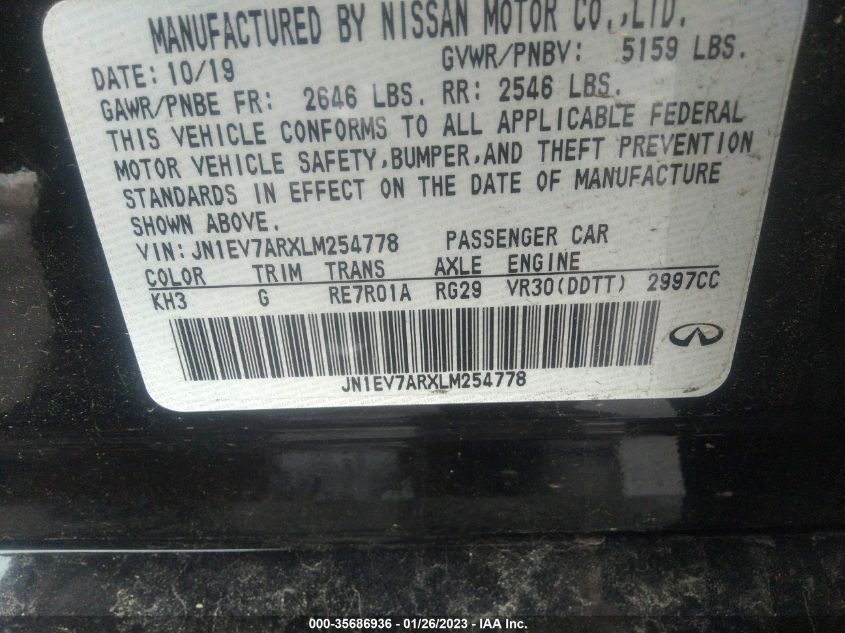 MANUFACTURED BY NISSAN MOTOR CO.,LTD.
DATE: 10/19 GVWR/PNBV: 5159 LBS.
GAWR/PNBE FR: 2646 LBS. RR: 2546 LBS.
THIS VEHICLE CONFORMS TO ALL APPLICABLE FEDERAL
MOTOR VEHICLE SAFETY,BUMPER,AND THEFT PREVENTION
STANDARDS IN EFFECT ON THE DATE OF MANUFACTURE
SHOWN ABOVE.
VIN: JN1EV7ARXLM254778 PASSENGER CAR
COLOR TRIM TRANS AXLE ENGINE
KH3 G RE7R01A RG29 VR30(DDTT) 2997CC
JN1EV7ARXLM254778
000-35686936 - 01/26/2023 - IAA Inc.